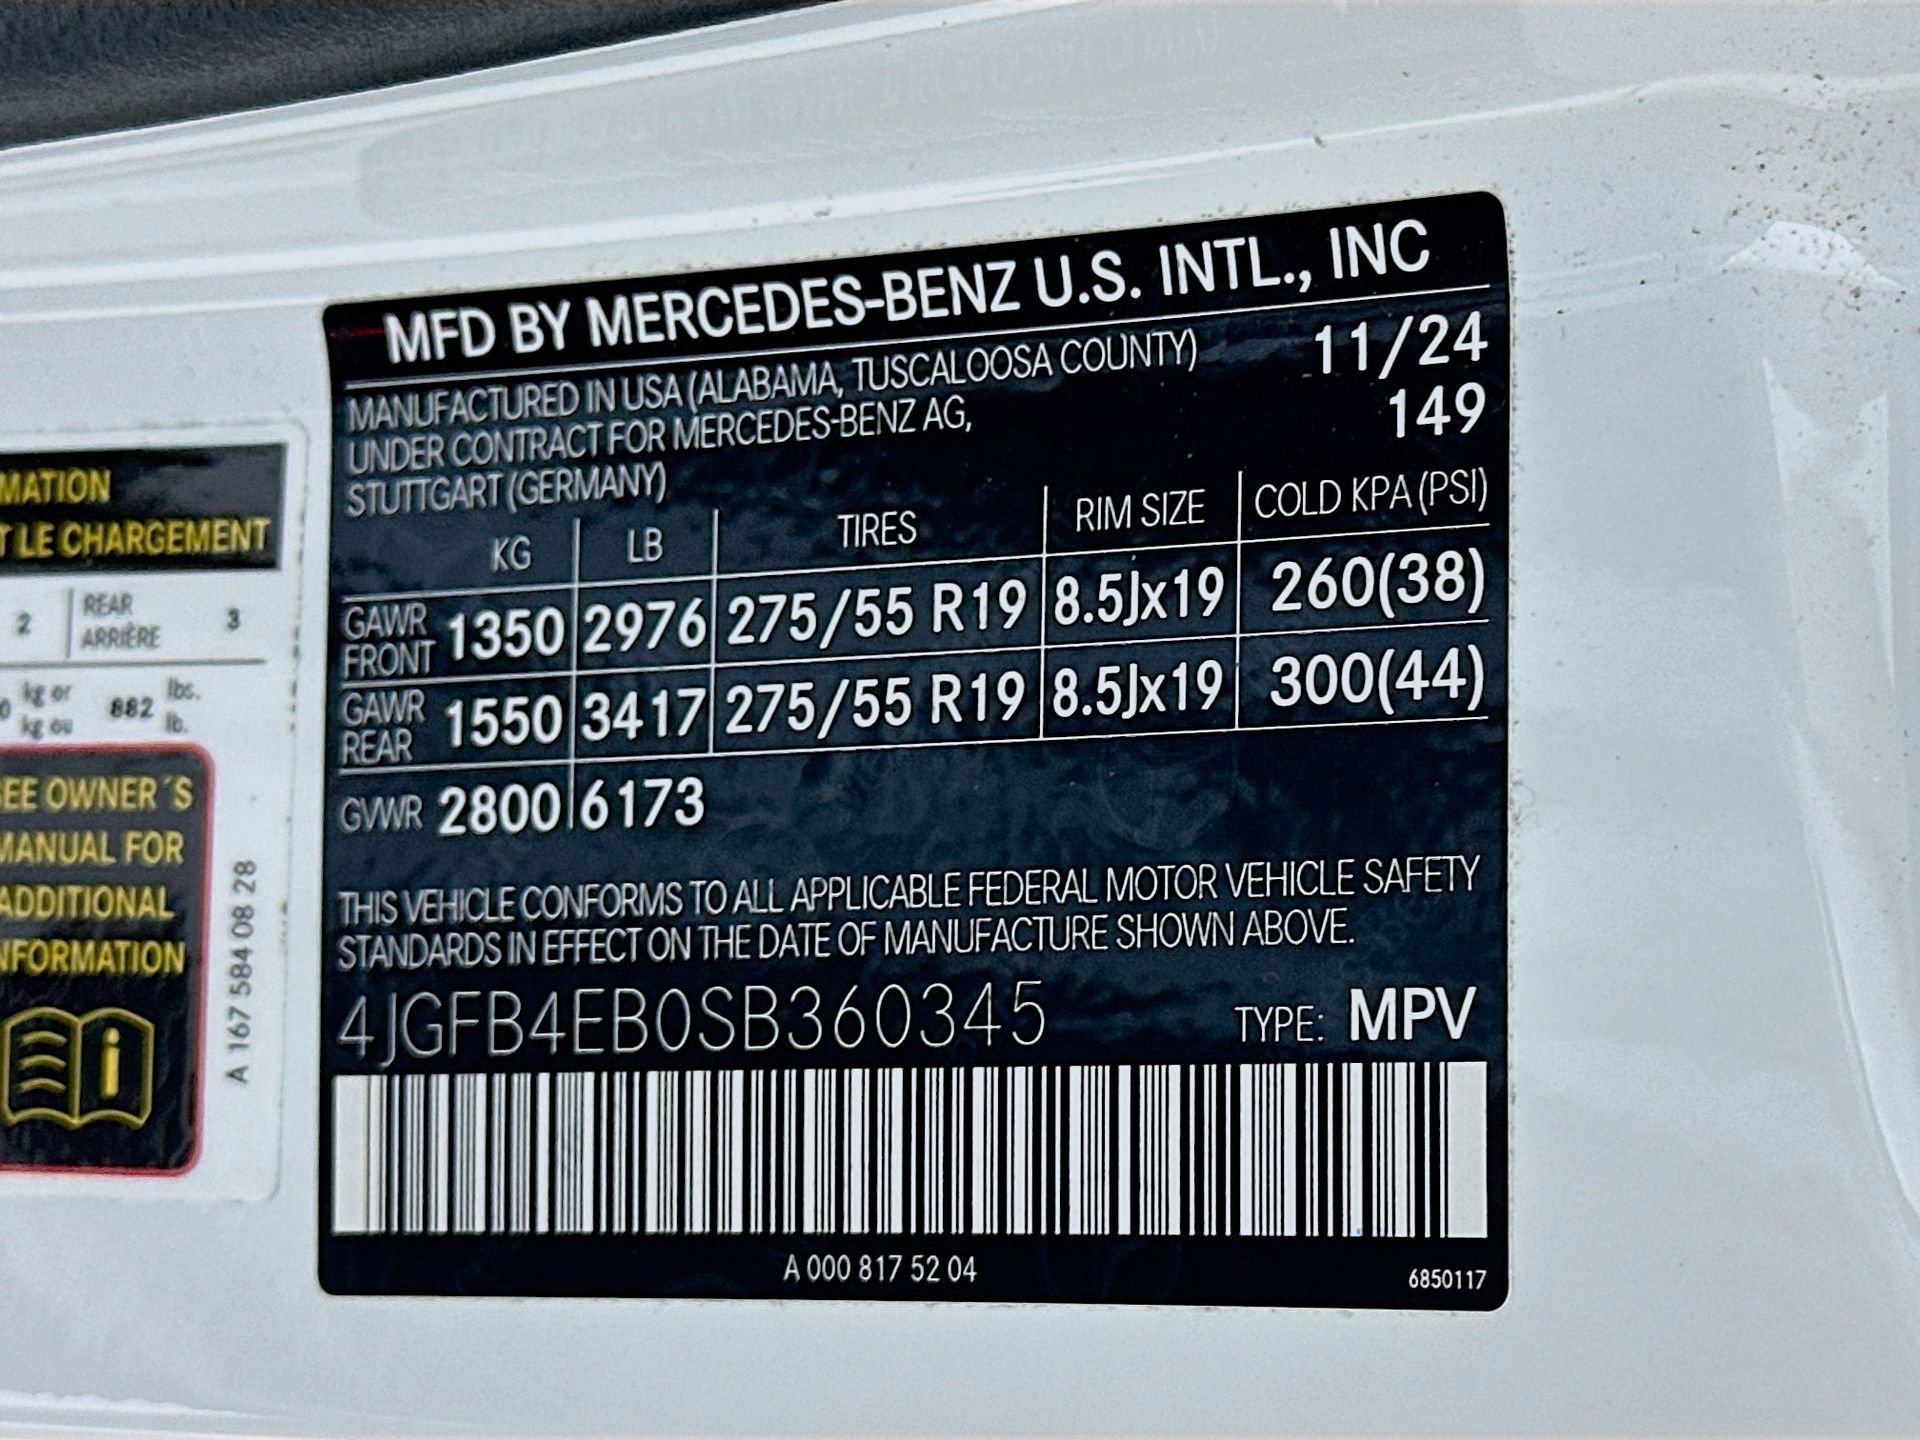 MFD BY MERCEDES-BENZ U.S. INTL., INC
MANUFACTURED IN USA (ALABAMA, TUSCALOOSA COUNTY) 11/24
UNDER CONTRACT FOR MERCEDES-BENZ AG, 149
STUTTGART (GERMANY)
KG LB TIRES RIM SIZE COLD KPA (PSI)
GAWR FRONT 1350 2976 275/55 R19 8.5Jx19 260(38)
GAWR REAR 1550 3417 275/55 R19 8.5Jx19 300(44)
GVWR 2800 6173
THIS VEHICLE CONFORMS TO ALL APPLICABLE FEDERAL MOTOR VEHICLE SAFETY
STANDARDS IN EFFECT ON THE DATE OF MANUFACTURE SHOWN ABOVE.
4JGFB4EB0SB360345 TYPE: MPV
A 000 817 52 04
6850117
LE CHARGEMENT
2 REAR 3
ARRIÈRE
kg or 882 lbs.
kg ou lb.
OWNER´S
MANUAL FOR
ADDITIONAL
A 167 584 08 28